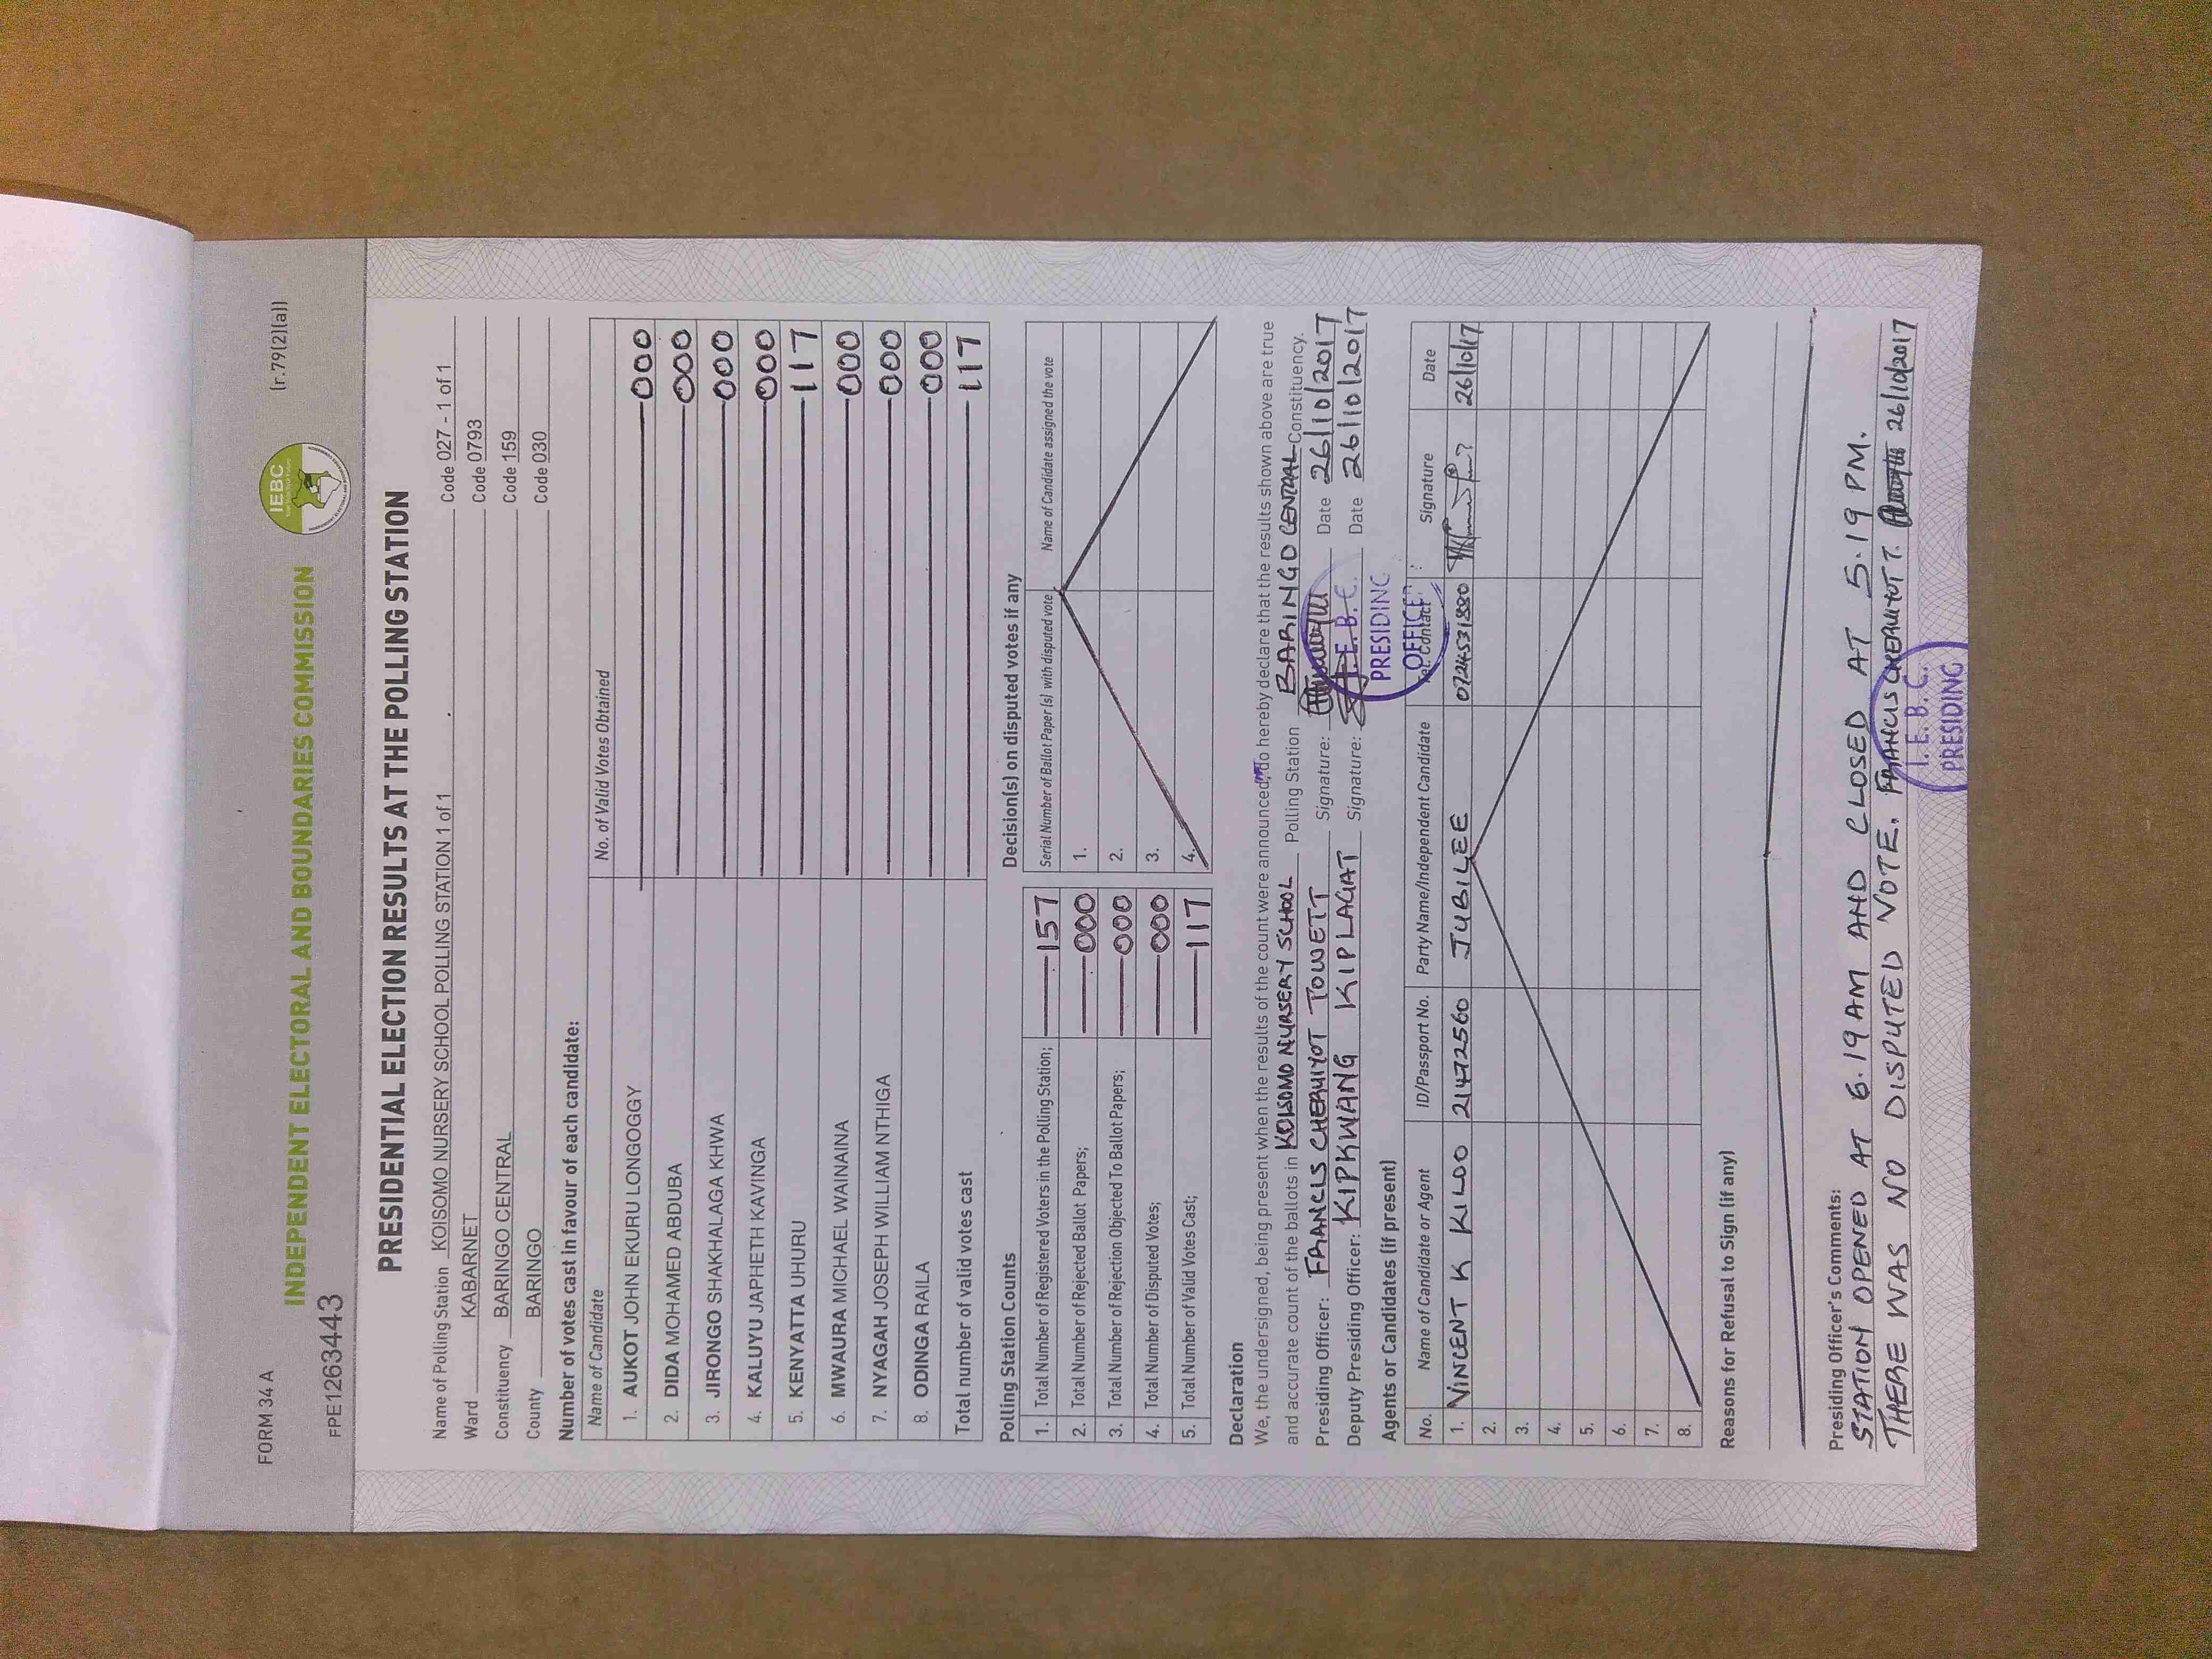 FORM 34 A
(r.79(2)(a))
IEBC
INDEPENDENT ELECTORAL AND BOUNDARIES COMMISSION
FPE1263443
PRESIDENTIAL ELECTION RESULTS AT THE POLLING STATION
Name of Polling Station KOISOMO NURSERY SCHOOL POLLING STATION 1 of 1 Code 027 - 1 of 1
Ward KABARNET Code 0793
Constituency BARINGO CENTRAL Code 159
County BARINGO Code 030
Number of votes cast in favour of each candidate:
Name of Candidate No. of Valid Votes Obtained
1. AUKOT JOHN EKURU LONGOGGY 000
2. DIDA MOHAMED ABDUBA 000
3. JIRONGO SHAKHALAGA KHWA 000
4. KALUYU JAPHETH KAVINGA 000
5. KENYATTA UHURU 117
6. MWAURA MICHAEL WAINAINA 000
7. NYAGAH JOSEPH WILLIAM NTHIGA 000
8. ODINGA RAILA 000
Total number of valid votes cast 117
Polling Station Counts
1. Total Number of Registered Voters in the Polling Station; 157
2. Total Number of Rejected Ballot Papers; 000
3. Total Number of Rejection Objected To Ballot Papers; 000
4. Total Number of Disputed Votes; 000
5. Total Number of Valid Votes Cast; 117
Decision(s) on disputed votes if any
Serial Number of Ballot Paper (s) with disputed vote Name of Candidate assigned the vote
1.
2.
3.
4.
Declaration
We, the undersigned, being present when the results of the count were announced, do hereby declare that the results shown above are true
and accurate count of the ballots in KOISOMO NURSERY SCHOOL Polling Station BARINGO CENTRAL Constituency.
Presiding Officer: FRANCIS CHERUIYOT TOWETT Signature: Date 26/10/2017
Deputy Presiding Officer: KIPKWANG KIPLAGAT Signature: Date 26/10/2017
I.E.B.C.
PRESIDING
OFFICER
Agents or Candidates (if present)
No. Name of Candidate or Agent ID/Passport No. Party Name/Independent Candidate Tel. Contact Signature Date
1. VINCENT K KILDO 21472560 JUBILEE 0724531880 26/10/17
2.
3.
4.
5.
6.
7.
8.
Reasons for Refusal to Sign (if any)
Presiding Officer's Comments:
STATION OPENED AT 6.19 AM AND CLOSED AT 5.19 PM.
THERE WAS NO DISPUTED VOTE. FRANCIS CHERUIYOT T. 26/10/2017
I.E.B.C.
PRESIDING